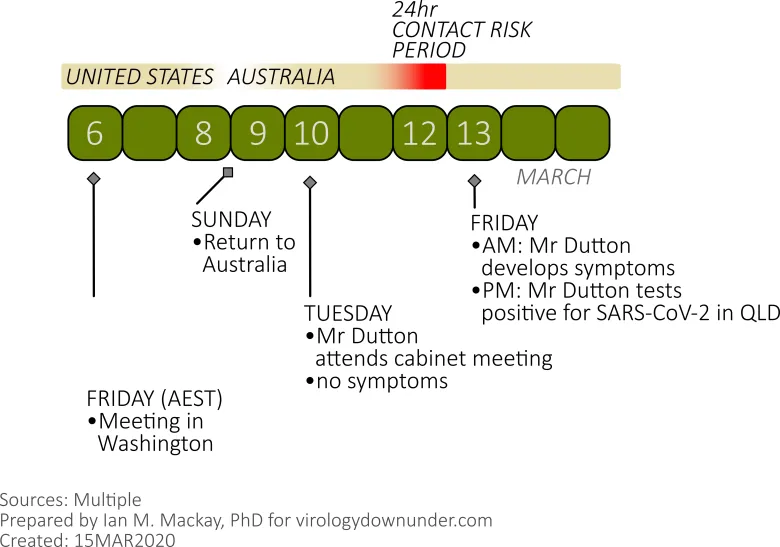 24hr
CONTACT RISK
PERIOD
UNITED STATES AUSTRALIA
6 8 9 10 12 13
MARCH
SUNDAY
•Return to
Australia
FRIDAY
•AM: Mr Dutton
develops symptoms
•PM: Mr Dutton tests
positive for SARS-CoV-2 in QLD
TUESDAY
•Mr Dutton
attends cabinet meeting
•no symptoms
FRIDAY (AEST)
•Meeting in
Washington
Sources: Multiple
Prepared by Ian M. Mackay, PhD for virologydownunder.com
Created: 15MAR2020